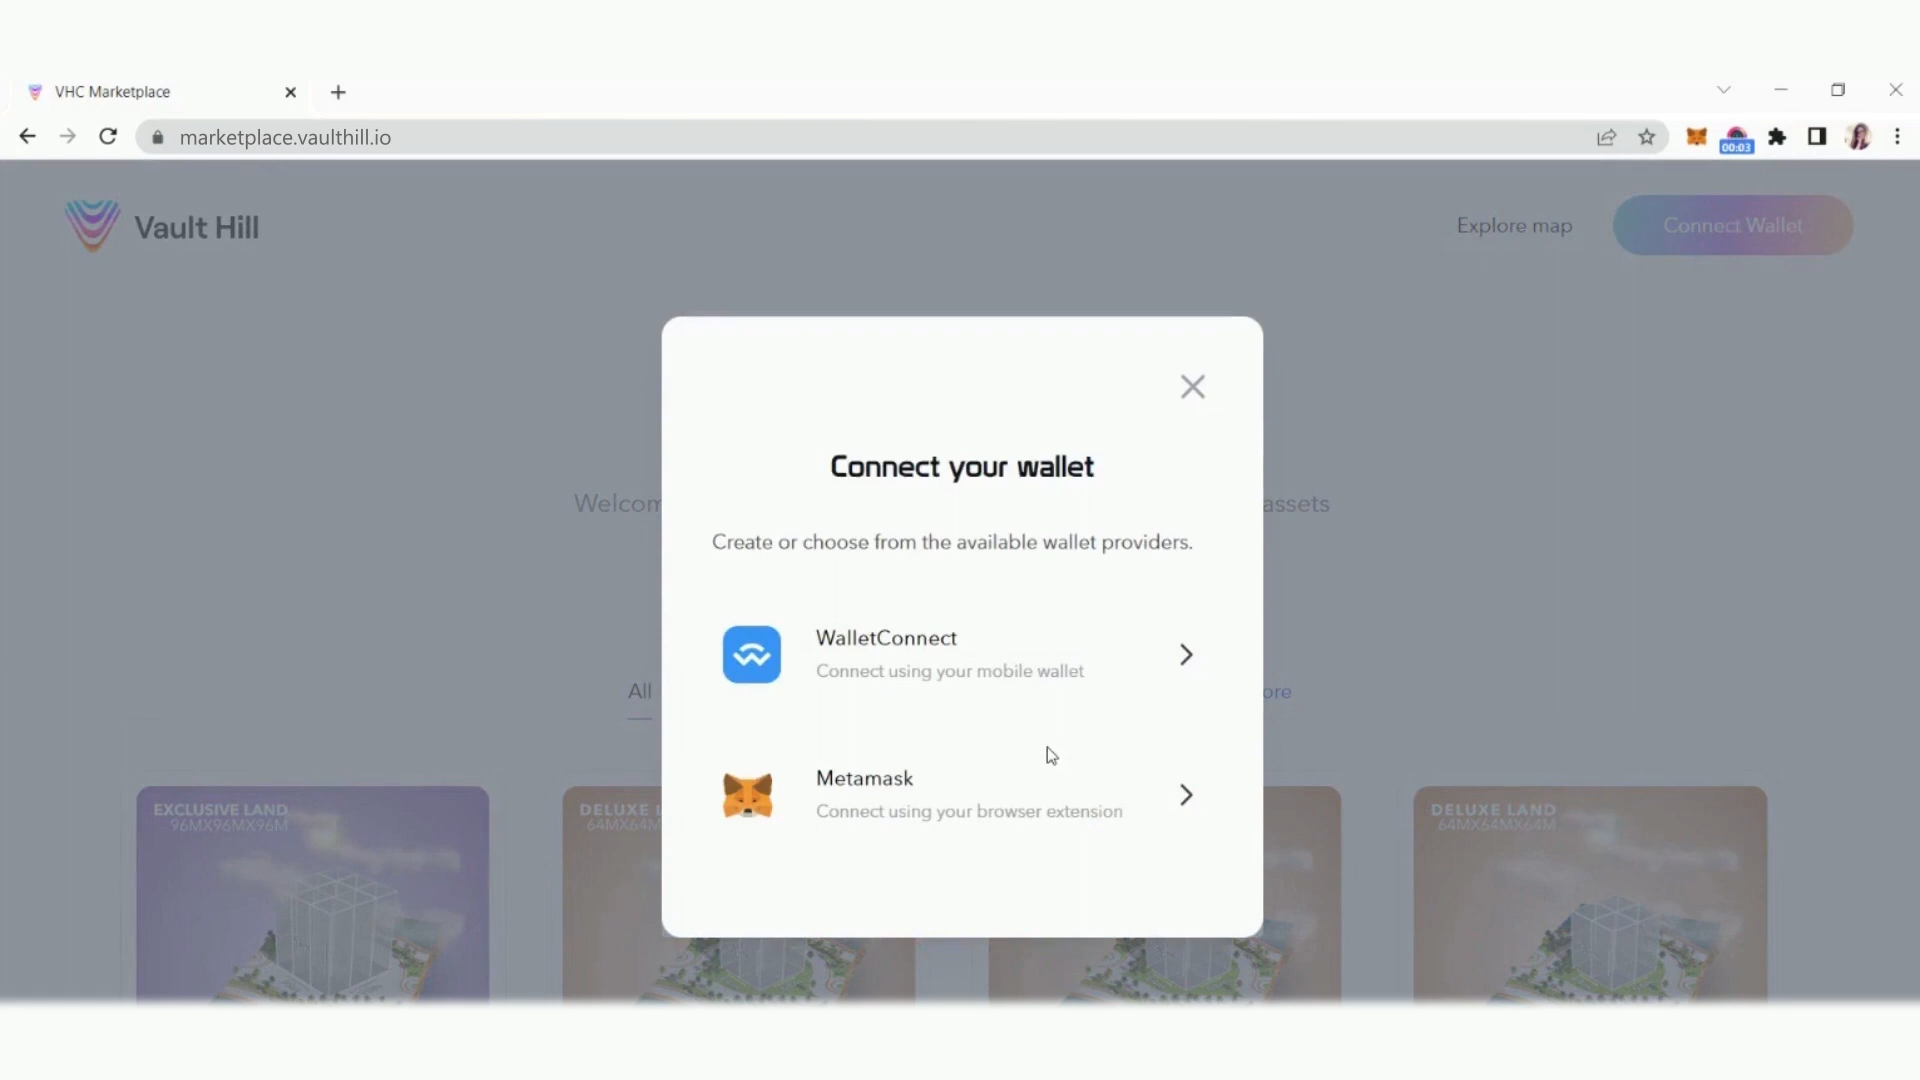 VHC Marketplace
marketplace.vaulthill.io
00:03
Vault Hill
Explore map
Connect Wallet
Connect your wallet
assets
Create or choose from the available wallet providers.
WalletConnect
Connect using your mobile wallet
All
Metamask
Connect using your browser extension
EXCLUSIVE LAND
96MX96MX96M
DELUXE
DELUXE LAND
64MX64MX64M